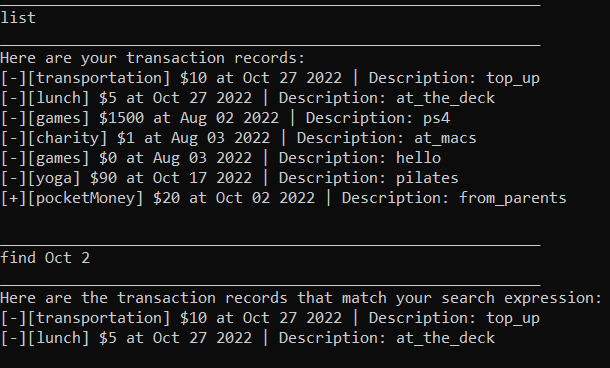 list
Here are your transaction records:
[-][transportation] $10 at Oct 27 2022 | Description: top_up
[-][lunch] $5 at Oct 27 2022 | Description: at_the_deck
[-][games] $1500 at Aug 02 2022 | Description: ps4
[-][charity] $1 at Aug 03 2022 | Description: at_macs
[-][games] $0 at Aug 03 2022 | Description: hello
[-][yoga] $90 at Oct 17 2022 | Description: pilates
[+][pocketMoney] $20 at Oct 02 2022 | Description: from_parents
find Oct 2
Here are the transaction records that match your search expression:
[-][transportation] $10 at Oct 27 2022 | Description: top_up
[-][lunch] $5 at Oct 27 2022 | Description: at_the_deck